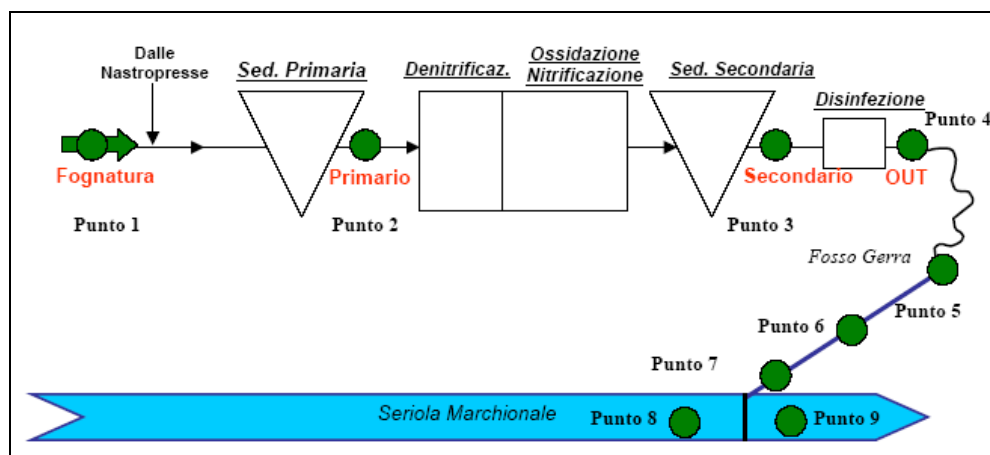 Dalle
Nastropresse
Sed. Primaria
Denitrificaz.
Ossidazione
Nitrificazione
Sed. Secondaria
Disinfezione
Punto 4
Fognatura
Primario
Secondario
OUT
Punto 1
Punto 2
Punto 3
Fosso Gerra
Punto 5
Punto 6
Punto 7
Seriola Marchionale
Punto 8
Punto 9